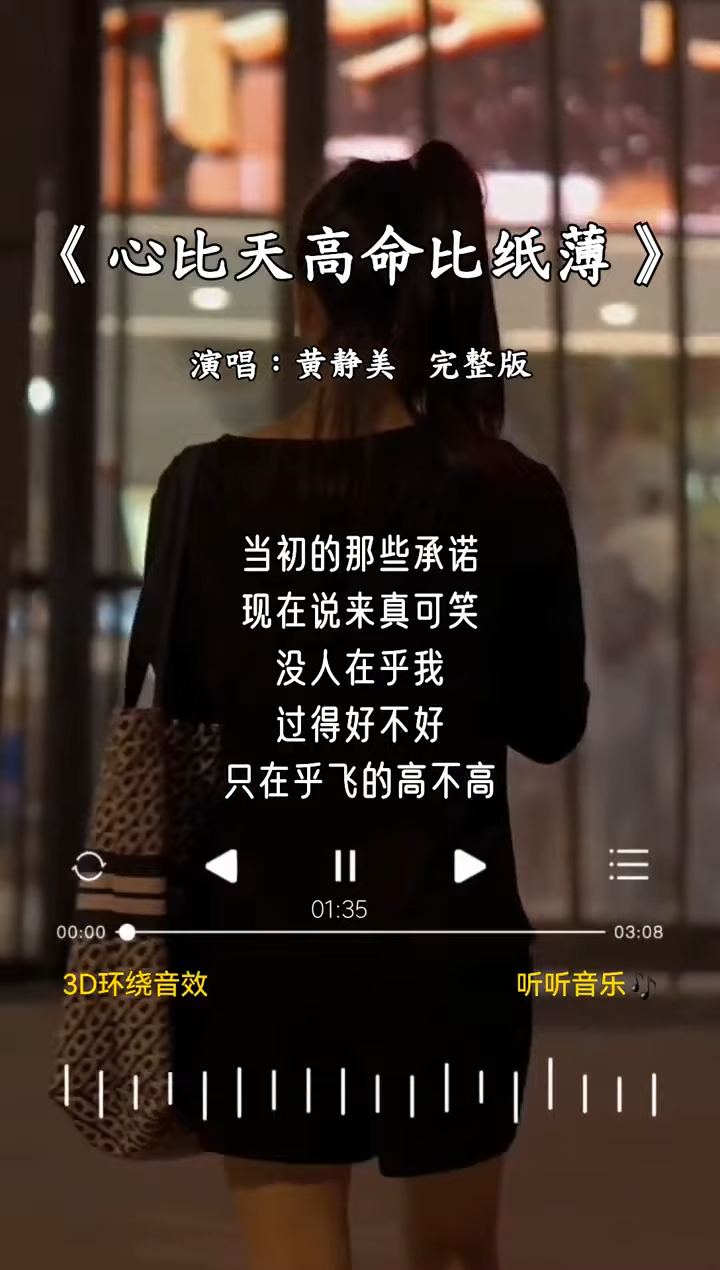 《心比天高命比纸薄》
演唱：黄静美 完整版
当初的那些承诺
现在说来真可笑
没人在乎我
过得好不好
只在乎飞的高不高
01:35
00:00 03:08
3D环绕音效 听听音乐🎶